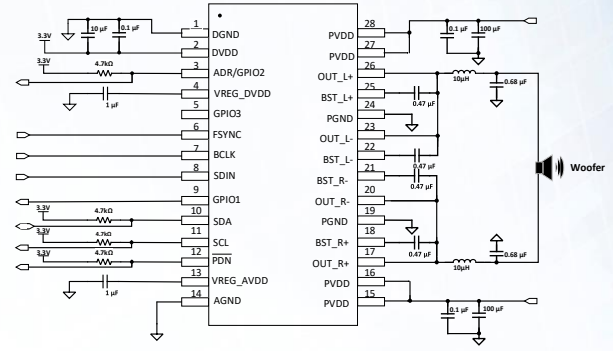 1 DGND PVDD 28
10 µF 0.1 µF
0.1 µF 100 µF
3.3V
2 DVDD PVDD 27
3.3V 4.7kΩ
3 ADR/GPIO2 OUT_L+ 26
10µH
0.68 µF
4 VREG_DVDD BST_L+ 25
1 µF
0.47 µF
5 GPIO3 PGND 24
6 FSYNC OUT_L- 23
7 BCLK BST_L- 22
0.47 µF
8 SDIN BST_R- 21
0.47 µF
Woofer
9 GPIO1 OUT_R- 20
3.3V 4.7kΩ
10 SDA PGND 19
3.3V 4.7kΩ
11 SCL BST_R+ 18
0.47 µF
0.68 µF
3.3V 4.7kΩ
12 PDN OUT_R+ 17
10µH
13 VREG_AVDD PVDD 16
1 µF
14 AGND PVDD 15
0.1 µF 100 µF